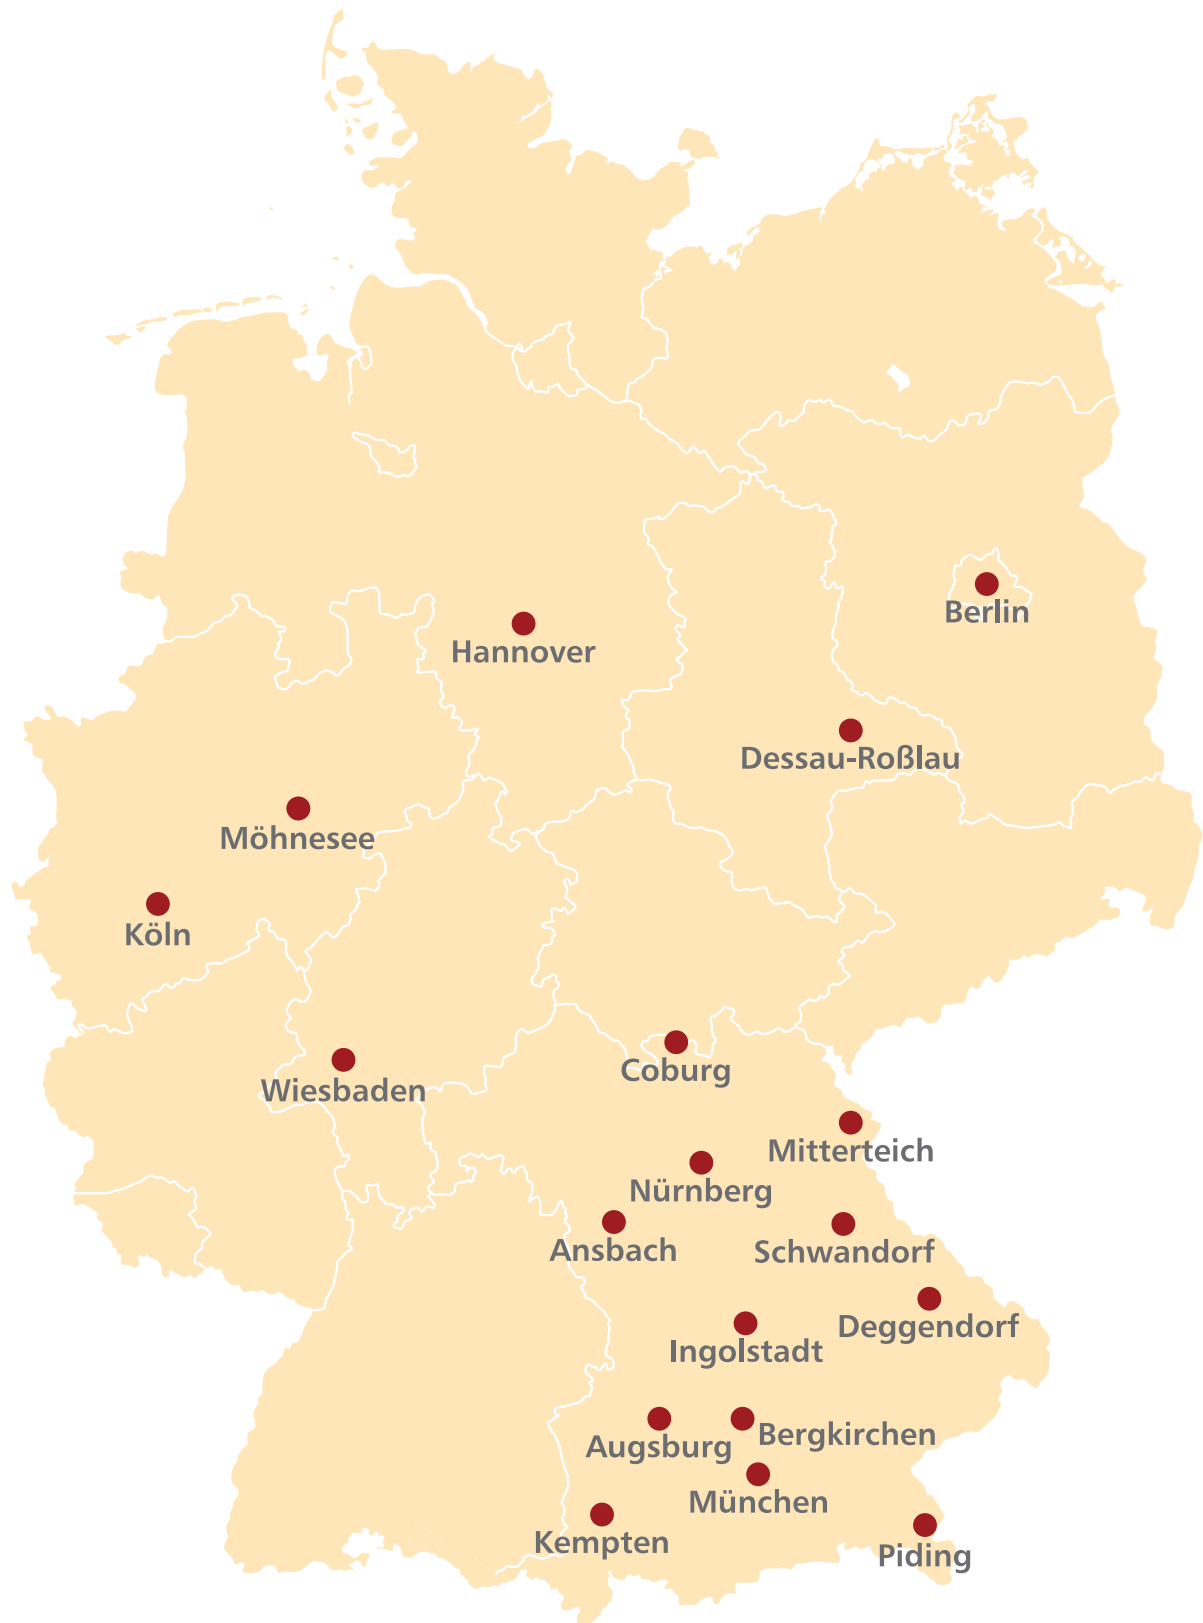 Berlin
Hannover
Dessau-Roßlau
Möhnesee
Köln
Coburg
Wiesbaden
Mitterteich
Nürnberg
Ansbach
Schwandorf
Deggendorf
Ingolstadt
Bergkirchen
Augsburg
München
Kempten
Piding